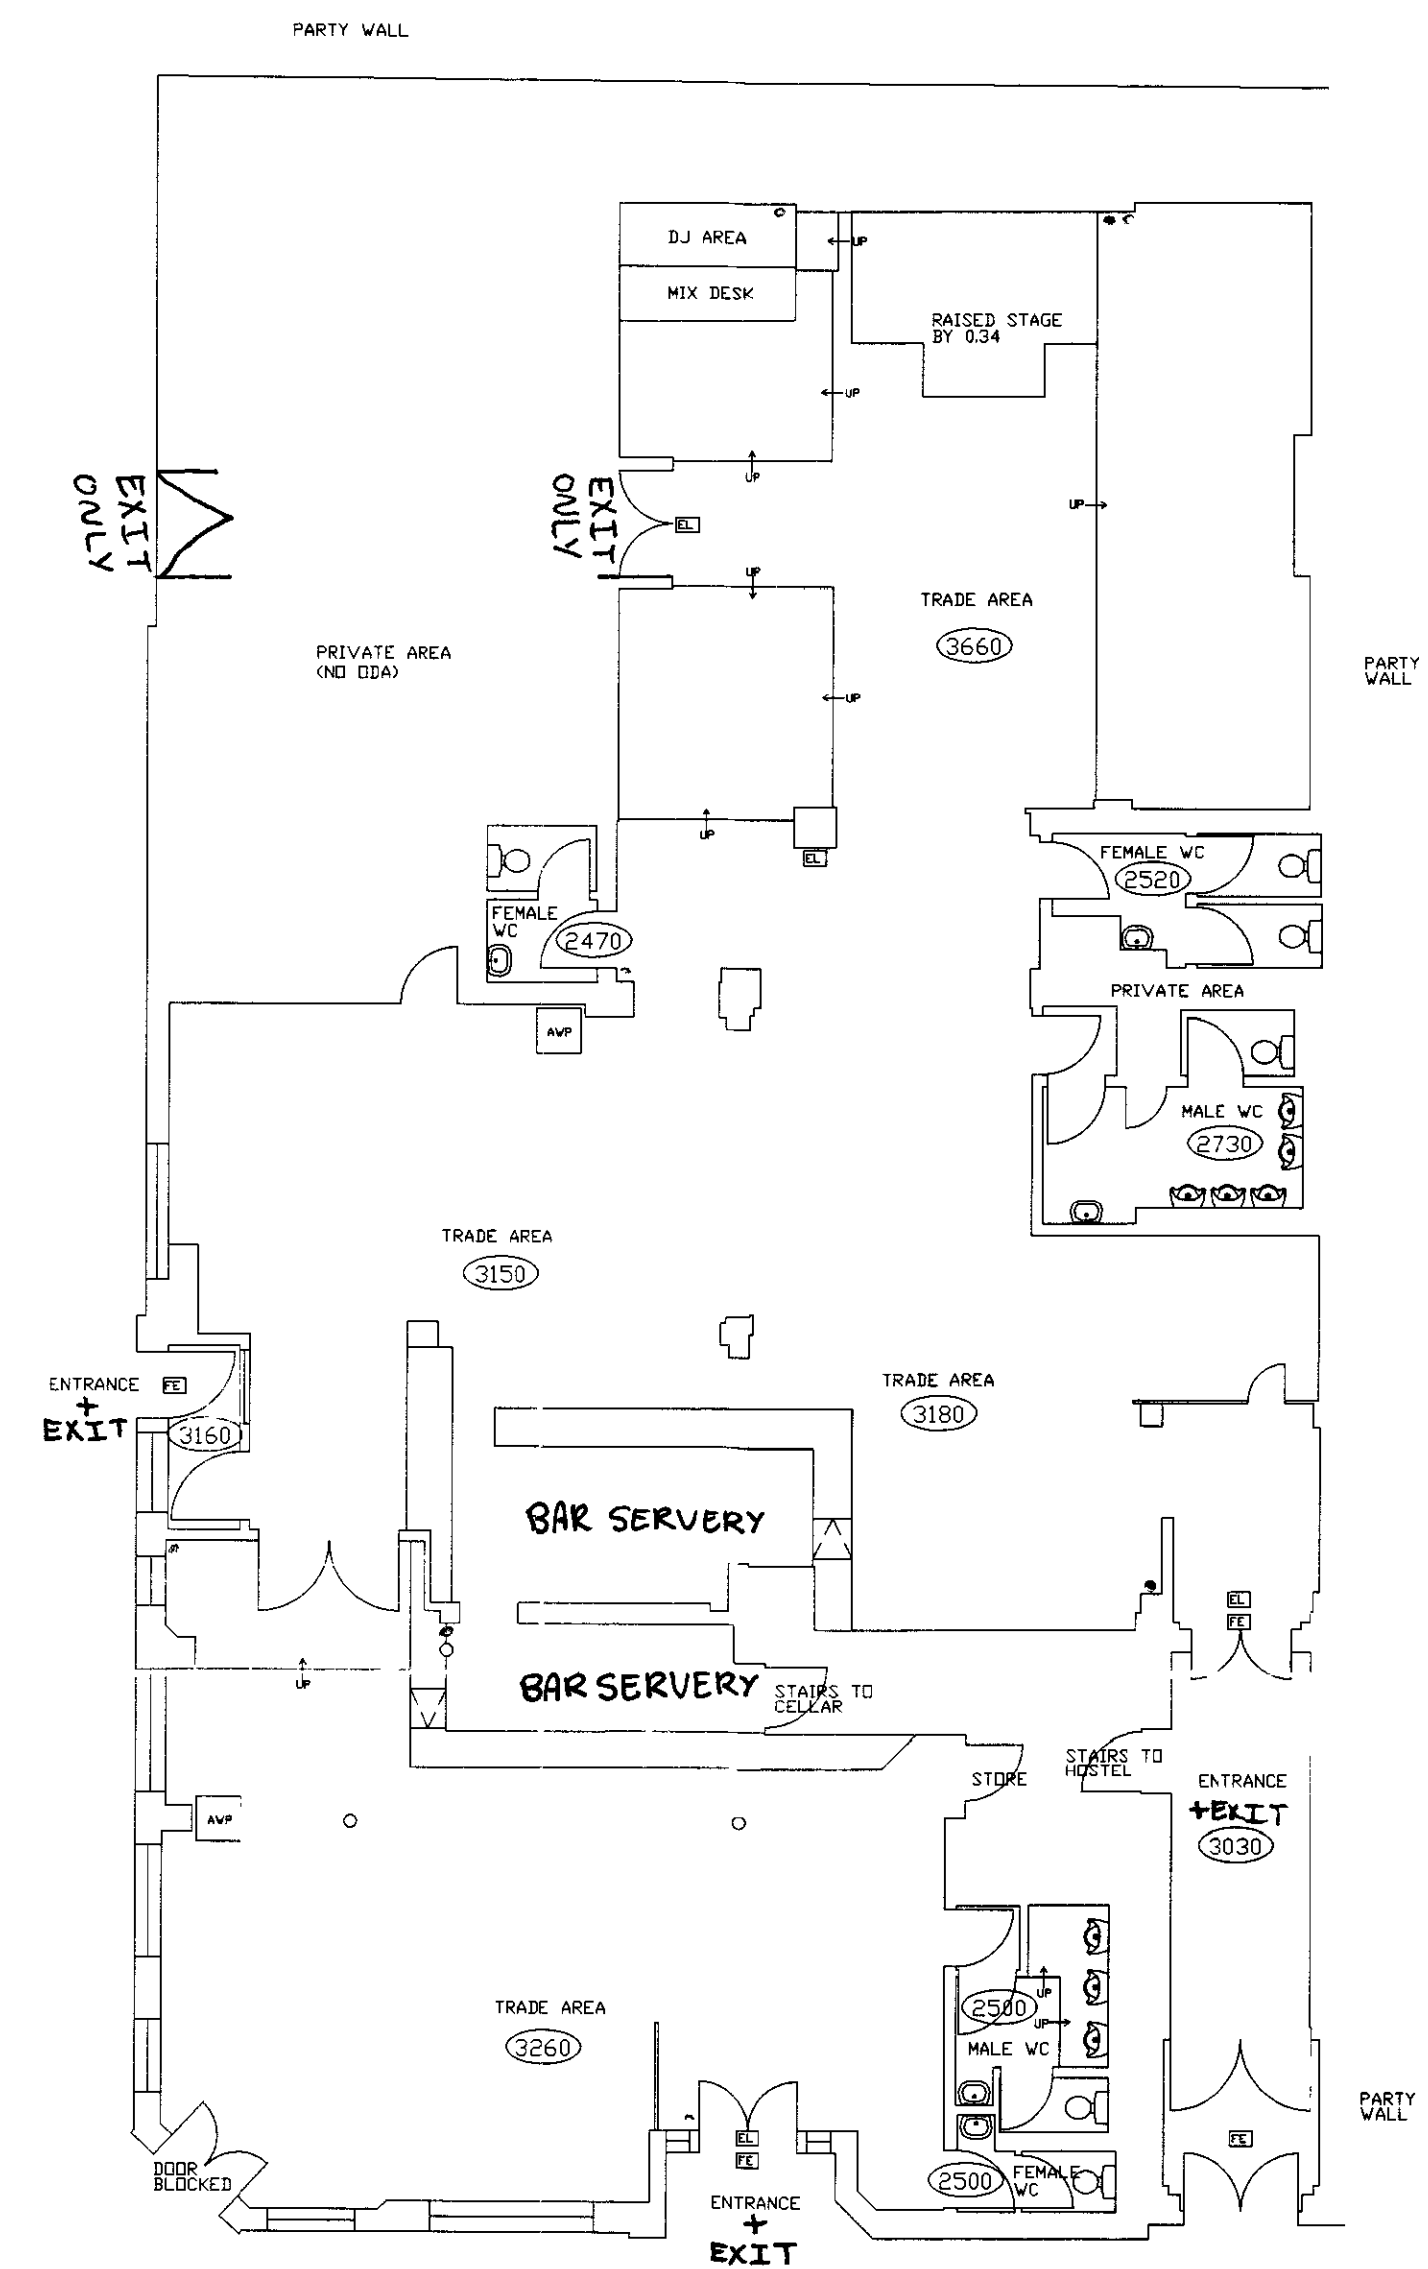 PARTY WALL
DJ AREA
UP
MIX DESK
RAISED STAGE
BY 0.34
UP
UP
EXIT
ONLY
EXIT
ONLY
EL
UP
UP
TRADE AREA
3660
PRIVATE AREA
(NO ODA)
PARTY
WALL
UP
UP
EL
FEMALE WC
2520
FEMALE
WC
2470
PRIVATE AREA
AWP
MALE WC
2730
TRADE AREA
3150
ENTRANCE
+
EXIT
FE
3160
TRADE AREA
3180
BAR SERVERY
EL
FE
UP
BAR SERVERY
STAIRS TO
CELLAR
STORE
STAIRS TO
HOSTEL
ENTRANCE
+EXIT
3030
AWP
TRADE AREA
3260
2500
UP
UP
MALE WC
PARTY
WALL
EL
FE
FE
DOOR
BLOCKED
2500
FEMALE
WC
ENTRANCE
+
EXIT